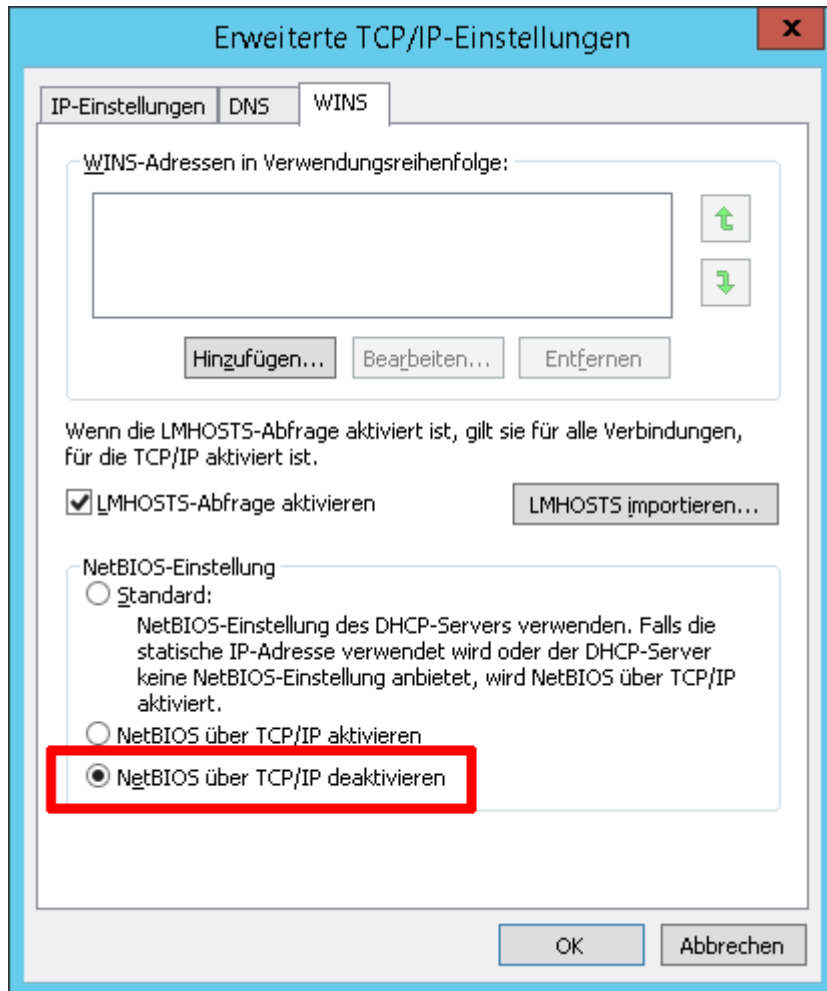 Erweiterte TCP/IP-Einstellungen
x
IP-Einstellungen DNS WINS
WINS-Adressen in Verwendungsreihenfolge:
Hinzufügen... Bearbeiten... Entfernen
Wenn die LMHOSTS-Abfrage aktiviert ist, gilt sie für alle Verbindungen,
für die TCP/IP aktiviert ist.
LMHOSTS-Abfrage aktivieren LMHOSTS importieren...
NetBIOS-Einstellung
Standard:
NetBIOS-Einstellung des DHCP-Servers verwenden. Falls die
statische IP-Adresse verwendet wird oder der DHCP-Server
keine NetBIOS-Einstellung anbietet, wird NetBIOS über TCP/IP
aktiviert.
NetBIOS über TCP/IP aktivieren
NetBIOS über TCP/IP deaktivieren
OK Abbrechen